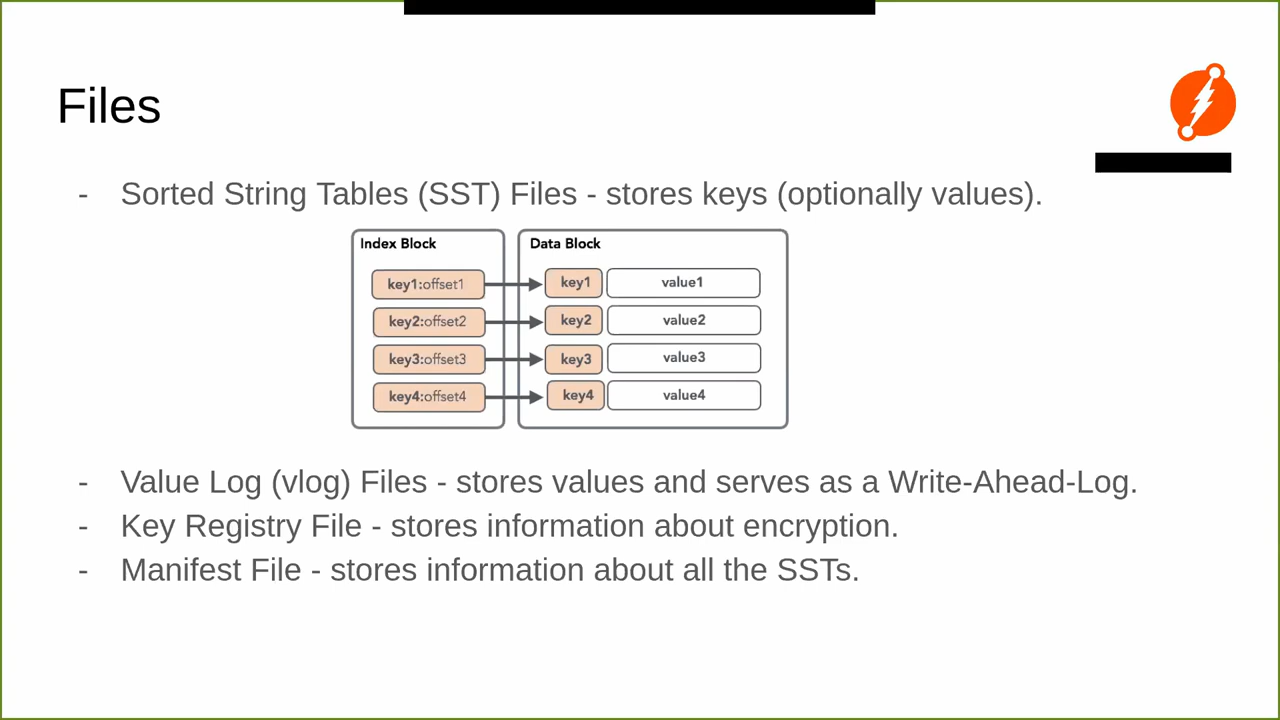 Files
- Sorted String Tables (SST) Files - stores keys (optionally values).
Index Block
key1:offset1
key2:offset2
key3:offset3
key4:offset4
Data Block
key1 value1
key2 value2
key3 value3
key4 value4
- Value Log (vlog) Files - stores values and serves as a Write-Ahead-Log.
- Key Registry File - stores information about encryption.
- Manifest File - stores information about all the SSTs.